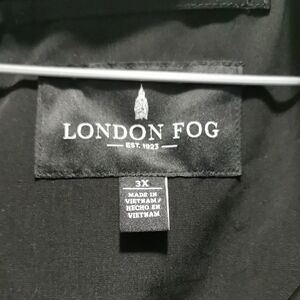 LONDON FOG
EST. 1923
3X
MADE IN
VIETNAM/
HECHO EN
VIETNAM